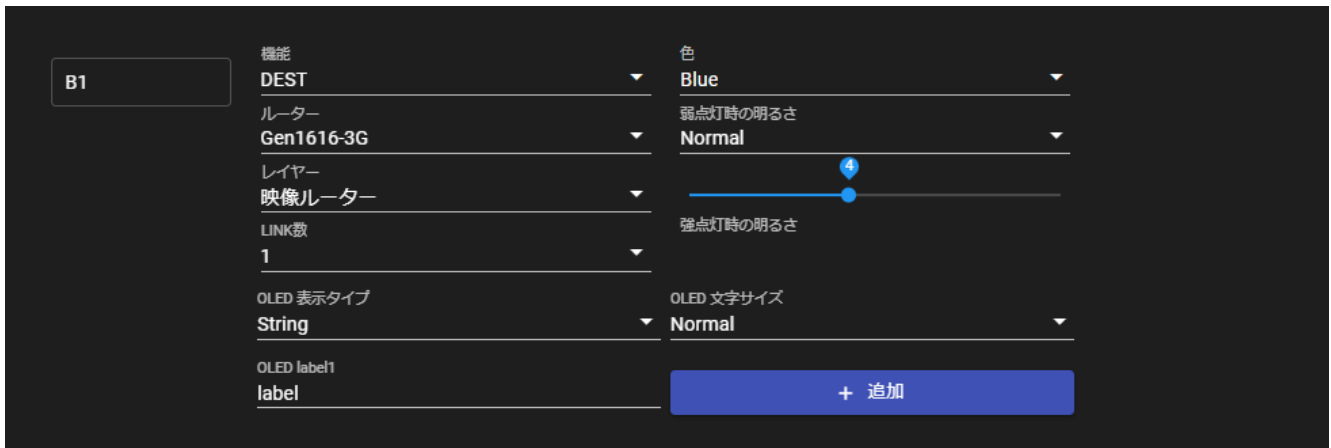 B1
機能
DEST
色
Blue
ルーター
Gen1616-3G
弱点灯時の明るさ
Normal
レイヤー
映像ルーター
4
強点灯時の明るさ
LINK数
1
OLED 表示タイプ
String
OLED 文字サイズ
Normal
OLED label1
label
+ 追加